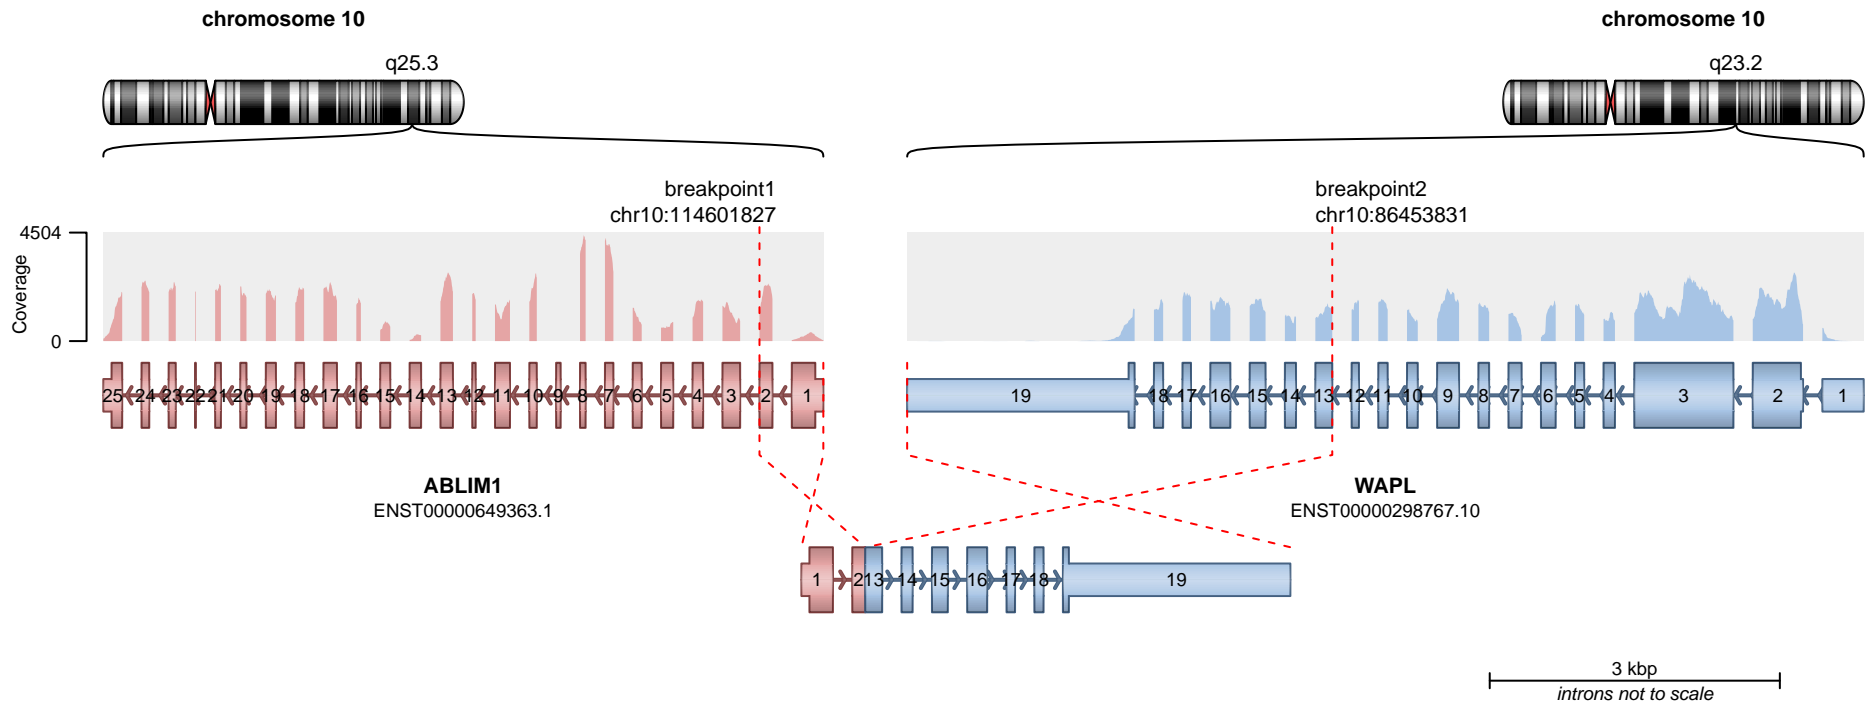 chromosome 10
chromosome 10
q25.3
q23.2
breakpoint1
chr10:114601827
breakpoint2
chr10:86453831
4504
Coverage
0
25 24 23 22 21 20 19 18 17 16 15 14 13 12 11 10 9 8 7 6 5 4 3 2 1
19 18 17 16 15 14 13 12 11 10 9 8 7 6 5 4 3 2 1
ABLIM1
ENST00000649363.1
WAPL
ENST00000298767.10
1 2 13 14 15 16 17 18 19
3 kbp
introns not to scale